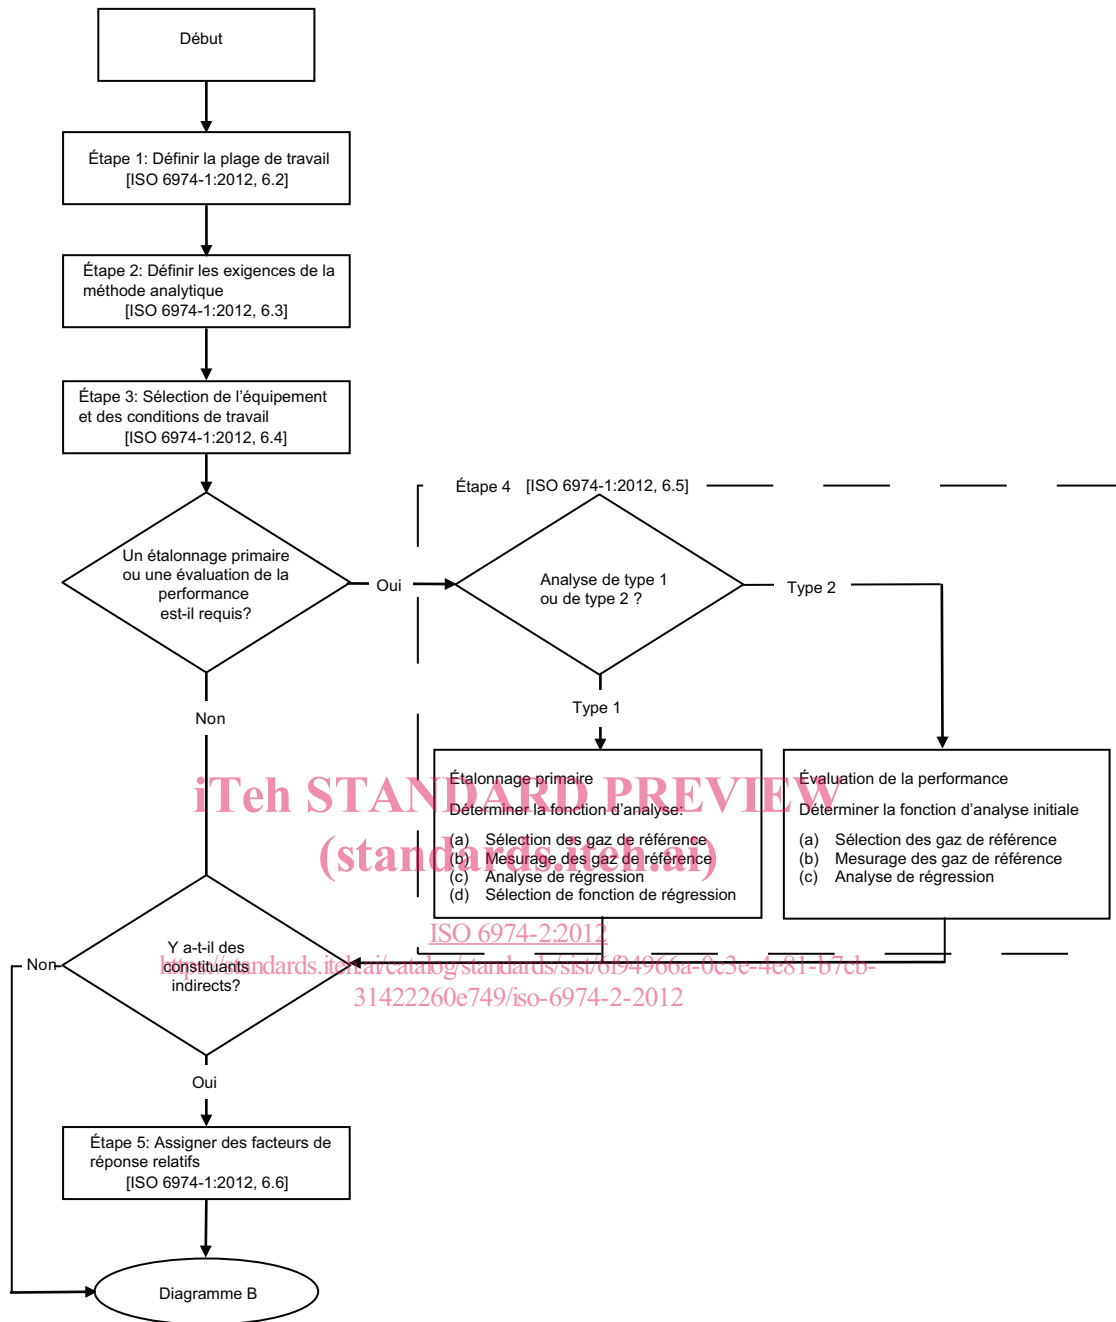 Début
Étape 1: Définir la plage de travail
[ISO 6974-1:2012, 6.2]
Étape 2: Définir les exigences de la
méthode analytique
[ISO 6974-1:2012, 6.3]
Étape 3: Sélection de l'équipement
et des conditions de travail
[ISO 6974-1:2012, 6.4]
Étape 4 [ISO 6974-1:2012, 6.5]
Un étalonnage primaire
ou une évaluation de la
performance
est-il requis?
Oui
Analyse de type 1
ou de type 2 ?
Type 2
Type 1
Non
Étalonnage primaire
Déterminer la fonction d'analyse:
(a) Sélection des gaz de référence
(b) Mesurage des gaz de référence
(c) Analyse de régression
(d) Sélection de fonction de régression
Évaluation de la performance
Déterminer la fonction d'analyse initiale
(a) Sélection des gaz de référence
(b) Mesurage des gaz de référence
(c) Analyse de régression
iTeh STANDARD PREVIEW
(standards.iteh.ai)
ISO 6974-2:2012
https://standards.iteh.ai/catalog/standards/sist/6f94966a-0c3e-4e81-b7cb-
31422260e749/iso-6974-2-2012
Y a-t-il des
constituants
indirects?
Non
Oui
Étape 5: Assigner des facteurs de
réponse relatifs
[ISO 6974-1:2012, 6.6]
Diagramme B